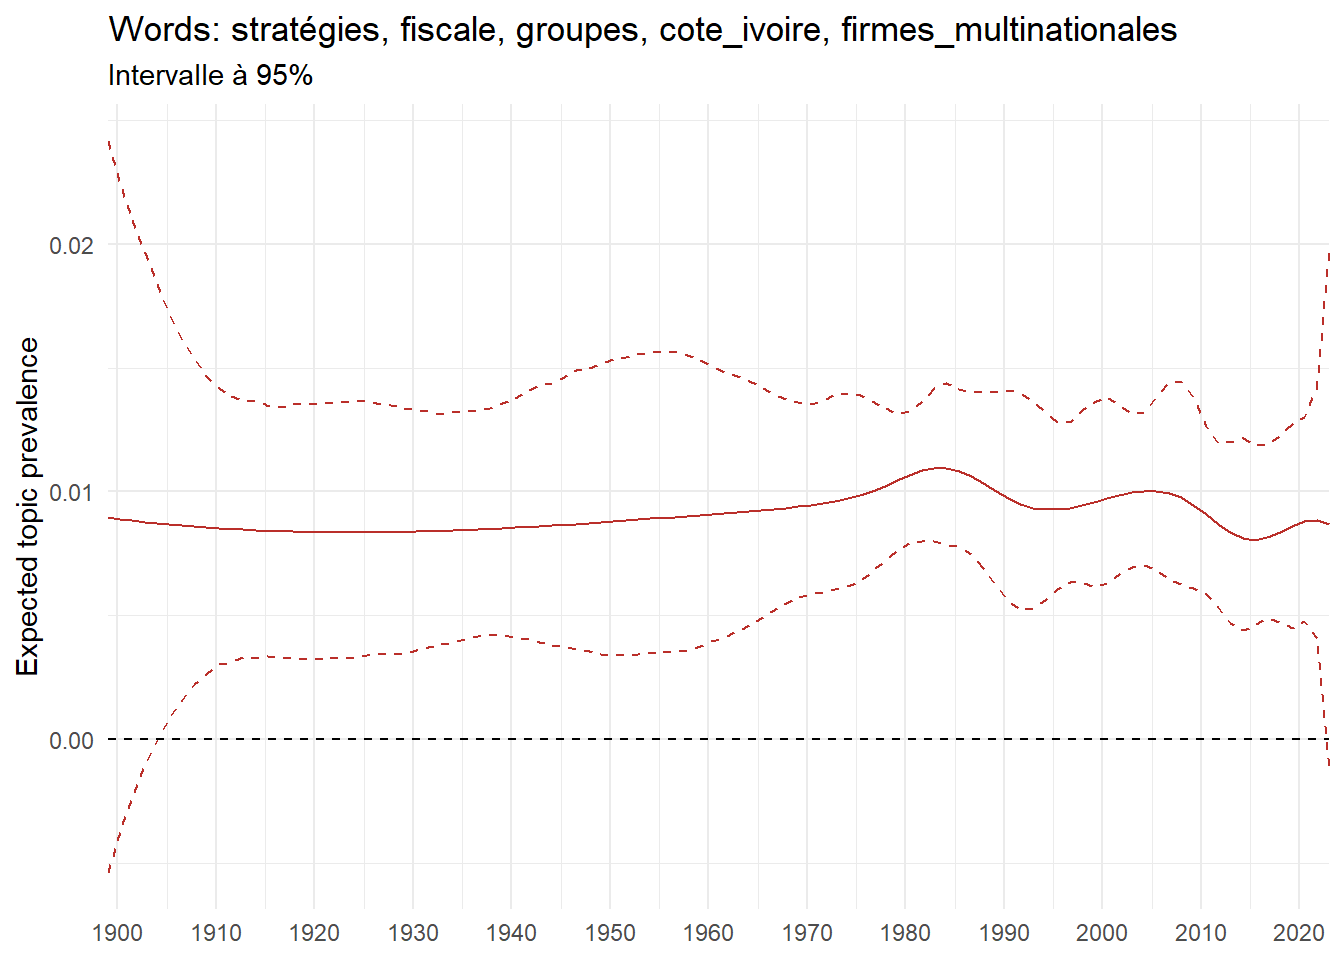 Words: stratégies, fiscale, groupes, cote_ivoire, firmes_multinationales
Intervalle à 95%
Expected topic prevalence
0.02
0.01
0.00
1900 1910 1920 1930 1940 1950 1960 1970 1980 1990 2000 2010 2020